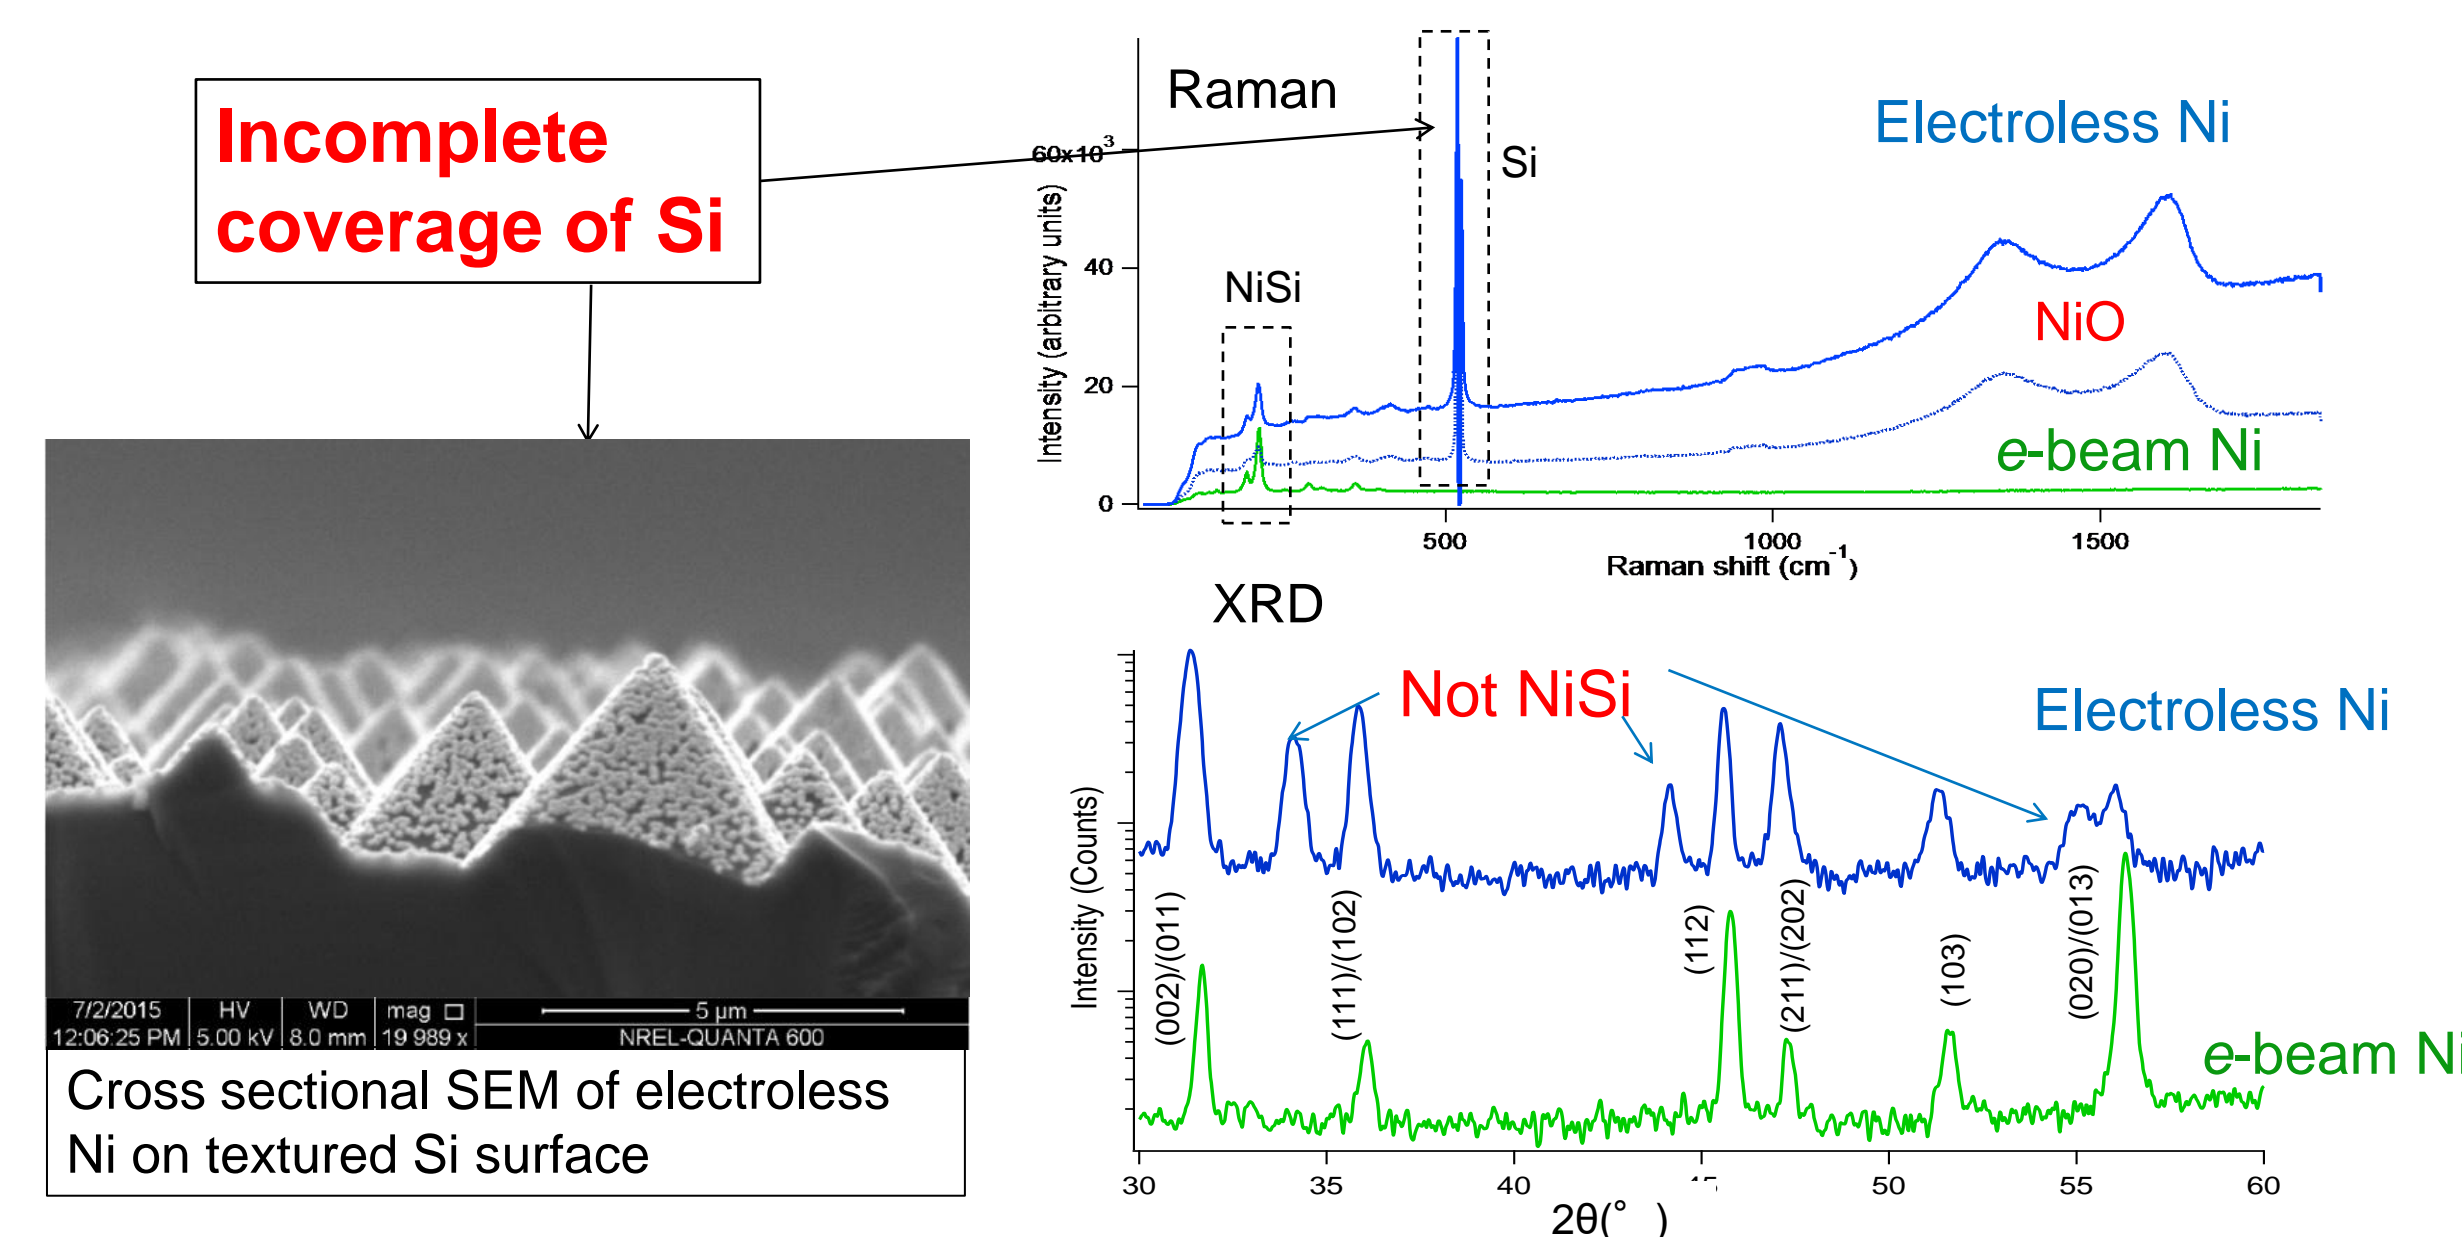 Incomplete
coverage of Si
Raman
Electroless Ni
Si
NiSi
NiO
e-beam Ni
Intensity (arbitrary units)
60x10³
40
20
0
500
1000
1500
Raman shift (cm⁻¹)
7/2/2015
12:06:25 PM
HV
5.00 kV
WD
8.0 mm
mag □
19 989 x
5 µm
NREL-QUANTA 600
Cross sectional SEM of electroless
Ni on textured Si surface
XRD
Not NiSi
Electroless Ni
Intensity (Counts)
(002)/(011)
(111)/(102)
(112)
(211)/(202)
(103)
(020)/(013)
e-beam Ni
30
35
40
50
55
60
2θ(° )